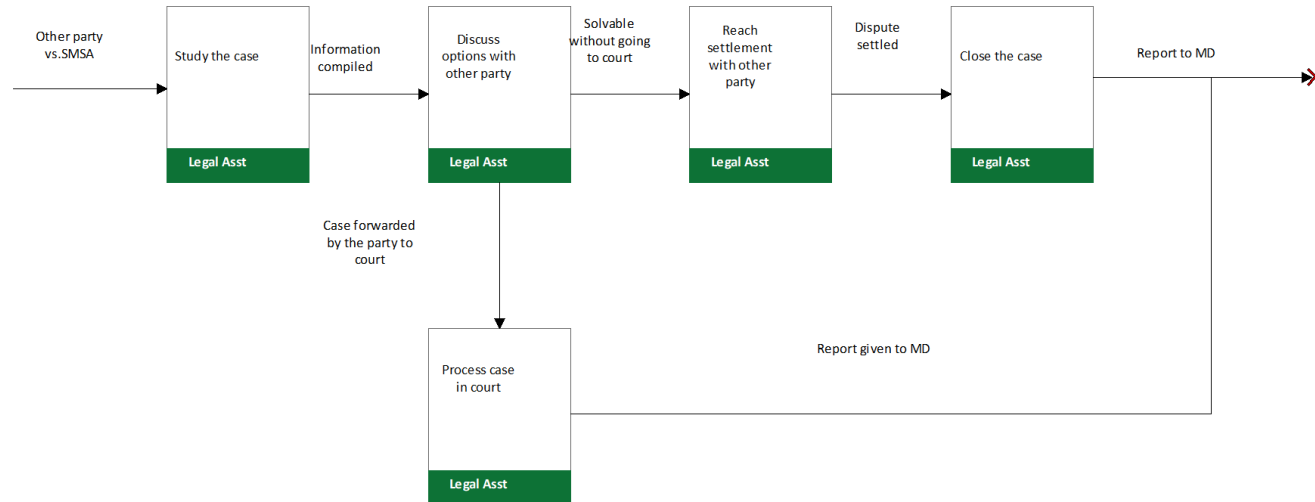 Other party
vs.SMSA
Study the case
Legal Asst
Information
compiled
Discuss
options with
other party
Legal Asst
Solvable
without going
to court
Reach
settlement
with other
party
Legal Asst
Dispute
settled
Close the case
Legal Asst
Report to MD
Case forwarded
by the party to
court
Process case
in court
Legal Asst
Report given to MD